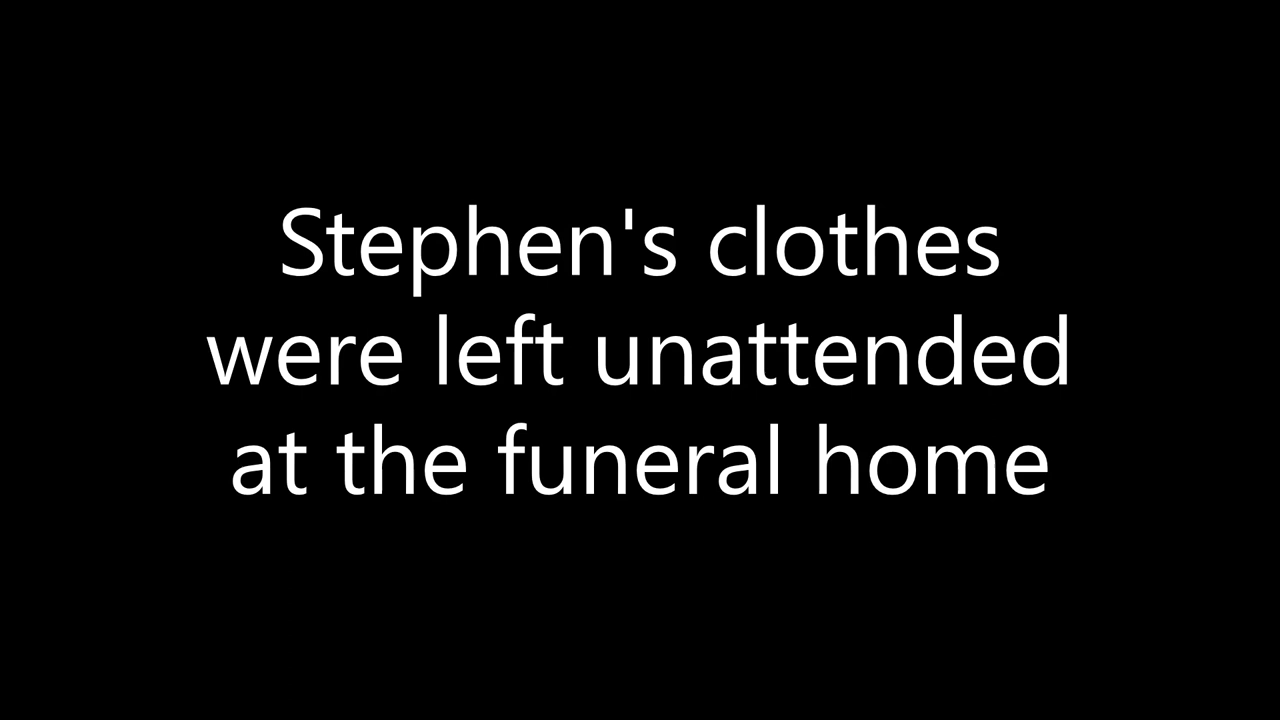 Stephen's clothes
were left unattended
at the funeral home